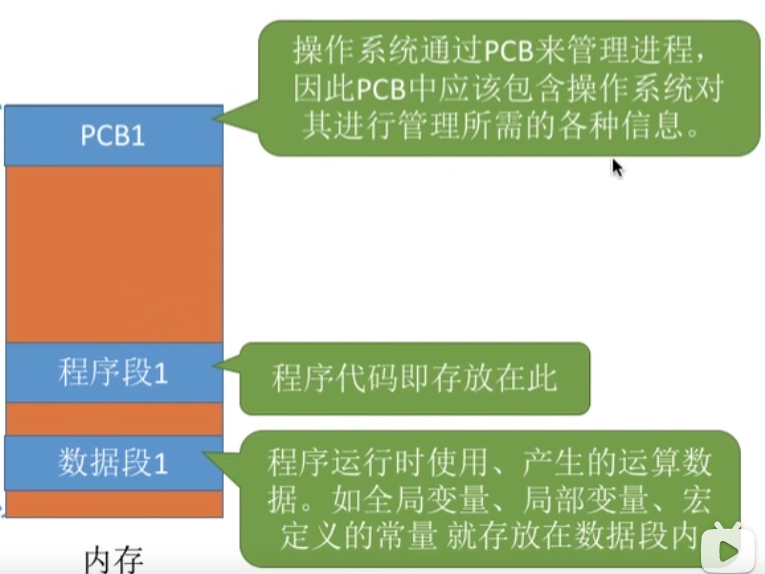 操作系统通过PCB来管理进程，
因此PCB中应该包含操作系统对
其进行管理所需的各种信息。
PCB1
程序段1
程序代码即存放在此
数据段1
程序运行时使用、产生的运算数
据。如全局变量、局部变量、宏
定义的常量 就存放在数据段内
内存